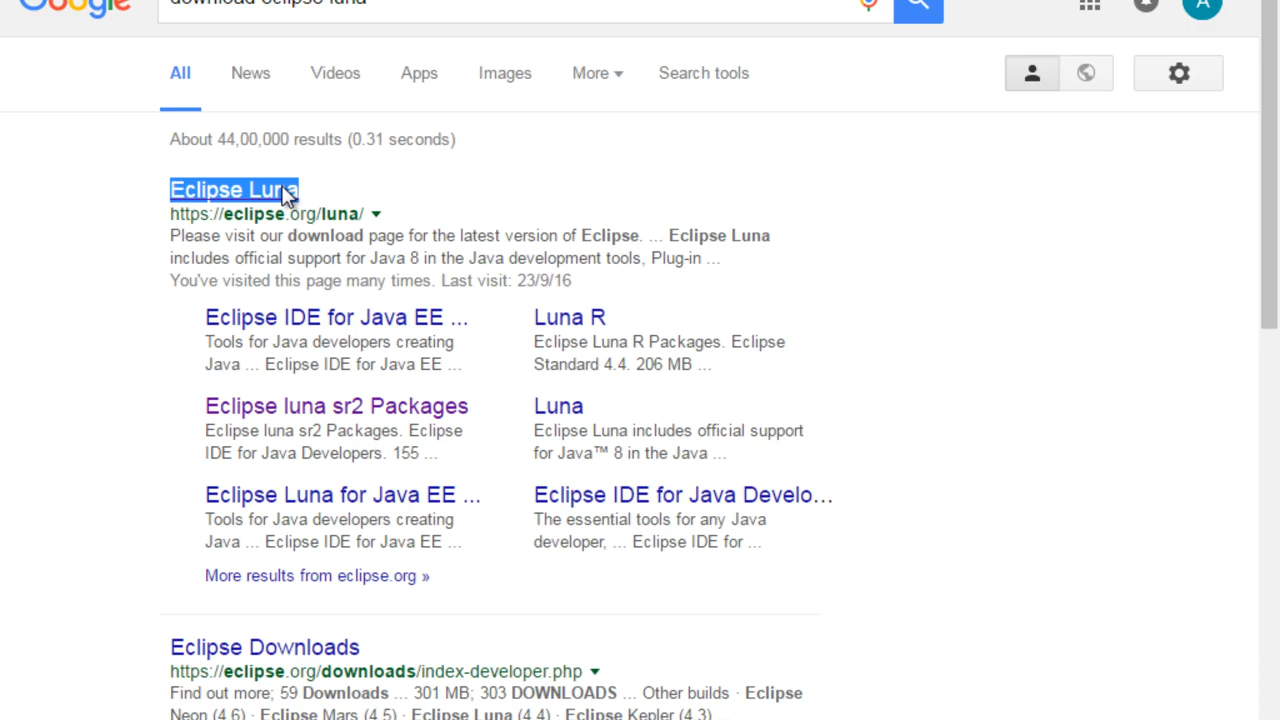 Google download eclipse luna A
All News Videos Apps Images More Search tools
About 44,00,000 results (0.31 seconds)
Eclipse Luna
https://eclipse.org/luna/
Please visit our download page for the latest version of Eclipse. ... Eclipse Luna
includes official support for Java 8 in the Java development tools, Plug-in ...
You've visited this page many times. Last visit: 23/9/16
Eclipse IDE for Java EE ...
Tools for Java developers creating
Java ... Eclipse IDE for Java EE ...
Luna R
Eclipse Luna R Packages. Eclipse
Standard 4.4. 206 MB ...
Eclipse luna sr2 Packages
Eclipse luna sr2 Packages. Eclipse
IDE for Java Developers. 155 ...
Luna
Eclipse Luna includes official support
for Java™ 8 in the Java ...
Eclipse Luna for Java EE ...
Tools for Java developers creating
Java ... Eclipse IDE for Java EE ...
Eclipse IDE for Java Develo...
The essential tools for any Java
developer, ... Eclipse IDE for ...
More results from eclipse.org »
Eclipse Downloads
https://eclipse.org/downloads/index-developer.php
Find out more; 59 Downloads ... 301 MB; 303 DOWNLOADS ... Other builds · Eclipse
Neon (4.6) · Eclipse Mars (4.5) · Eclipse Luna (4.4) · Eclipse Kepler (4.3) ...